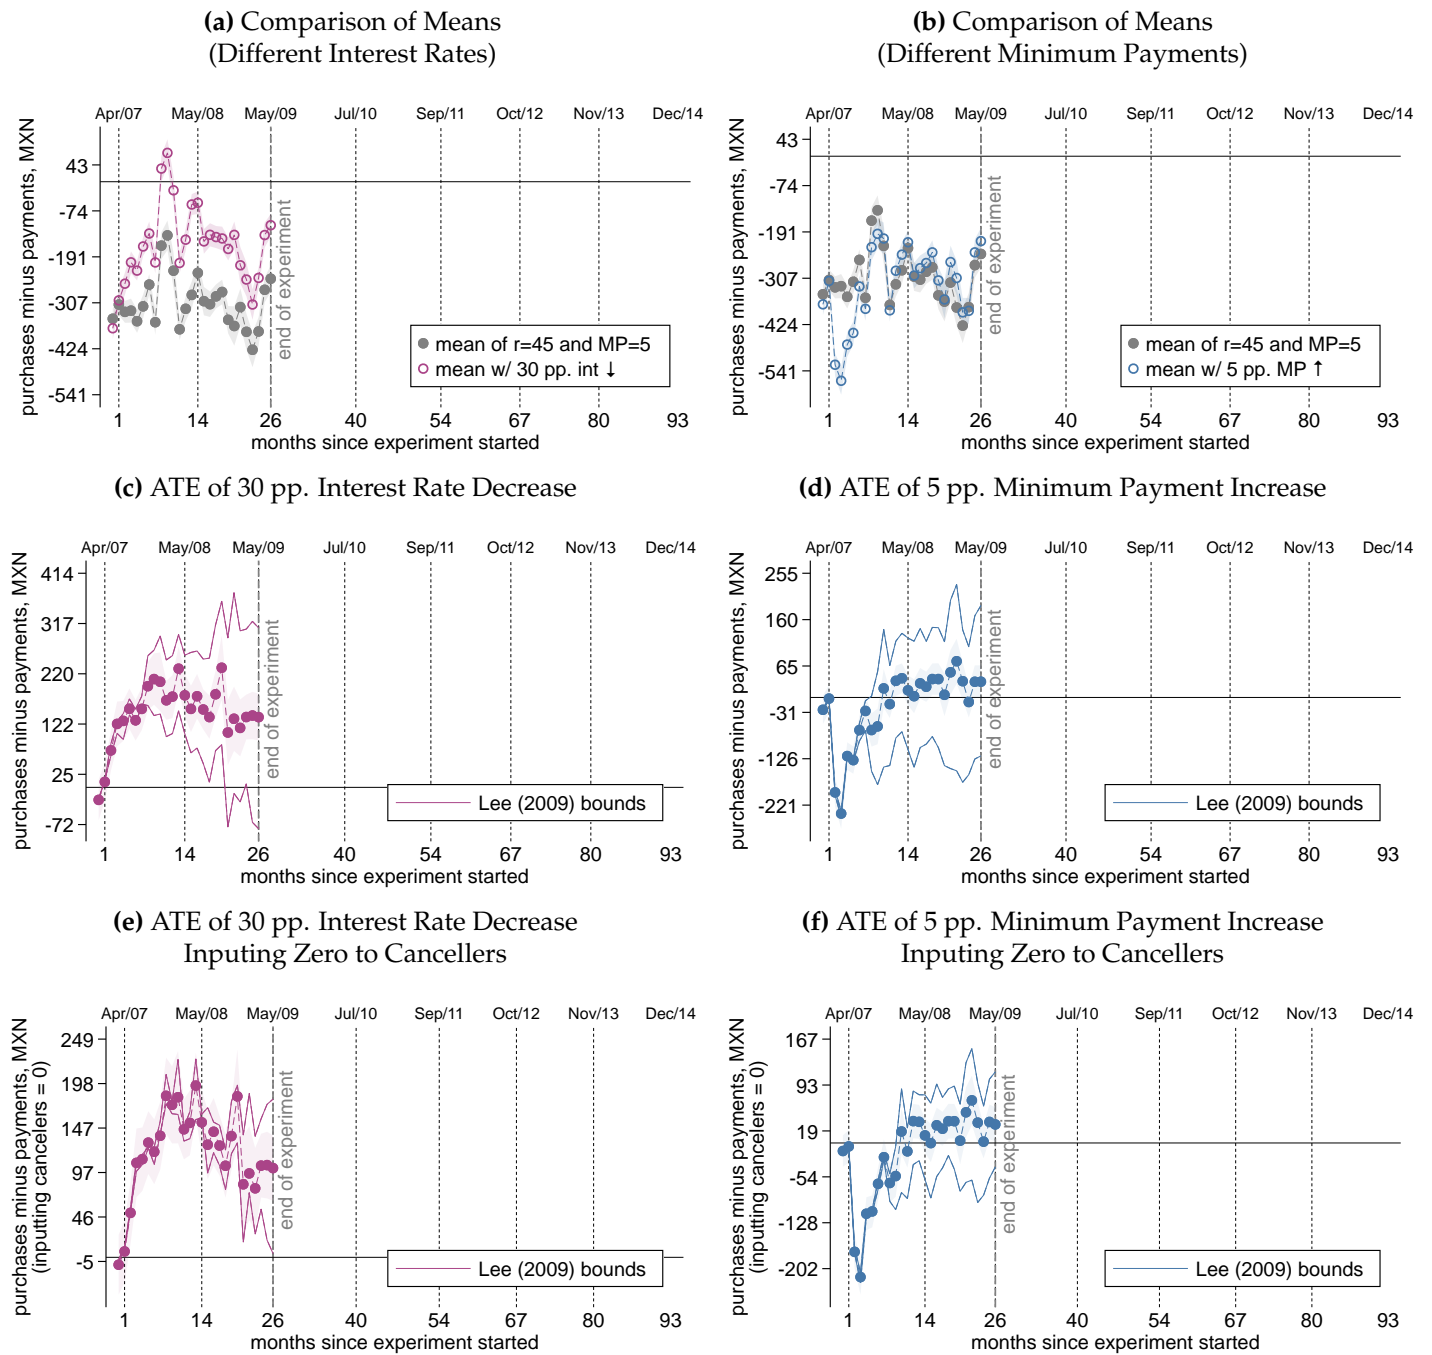 (a) Comparison of Means
(Different Interest Rates)
Apr/07 May/08 May/09 Jul/10 Sep/11 Oct/12 Nov/13 Dec/14
purchases minus payments, MXN
43
-74
-191
-307
-424
-541
end of experiment
mean of r=45 and MP=5
mean w/ 30 pp. int ↓
1 14 26 40 54 67 80 93
months since experiment started
(b) Comparison of Means
(Different Minimum Payments)
Apr/07 May/08 May/09 Jul/10 Sep/11 Oct/12 Nov/13 Dec/14
purchases minus payments, MXN
43
-74
-191
-307
-424
-541
end of experiment
mean of r=45 and MP=5
mean w/ 5 pp. MP ↑
1 14 26 40 54 67 80 93
months since experiment started
(c) ATE of 30 pp. Interest Rate Decrease
Apr/07 May/08 May/09 Jul/10 Sep/11 Oct/12 Nov/13 Dec/14
purchases minus payments, MXN
414
317
220
122
25
-72
end of experiment
Lee (2009) bounds
1 14 26 40 54 67 80 93
months since experiment started
(d) ATE of 5 pp. Minimum Payment Increase
Apr/07 May/08 May/09 Jul/10 Sep/11 Oct/12 Nov/13 Dec/14
purchases minus payments, MXN
255
160
65
-31
-126
-221
end of experiment
Lee (2009) bounds
1 14 26 40 54 67 80 93
months since experiment started
(e) ATE of 30 pp. Interest Rate Decrease
Inputing Zero to Cancellers
Apr/07 May/08 May/09 Jul/10 Sep/11 Oct/12 Nov/13 Dec/14
purchases minus payments, MXN
(inputting cancelers = 0)
249
198
147
97
46
-5
end of experiment
Lee (2009) bounds
1 14 26 40 54 67 80 93
months since experiment started
(f) ATE of 5 pp. Minimum Payment Increase
Inputing Zero to Cancellers
Apr/07 May/08 May/09 Jul/10 Sep/11 Oct/12 Nov/13 Dec/14
purchases minus payments, MXN
(inputting cancelers = 0)
167
93
19
-54
-128
-202
end of experiment
Lee (2009) bounds
1 14 26 40 54 67 80 93
months since experiment started